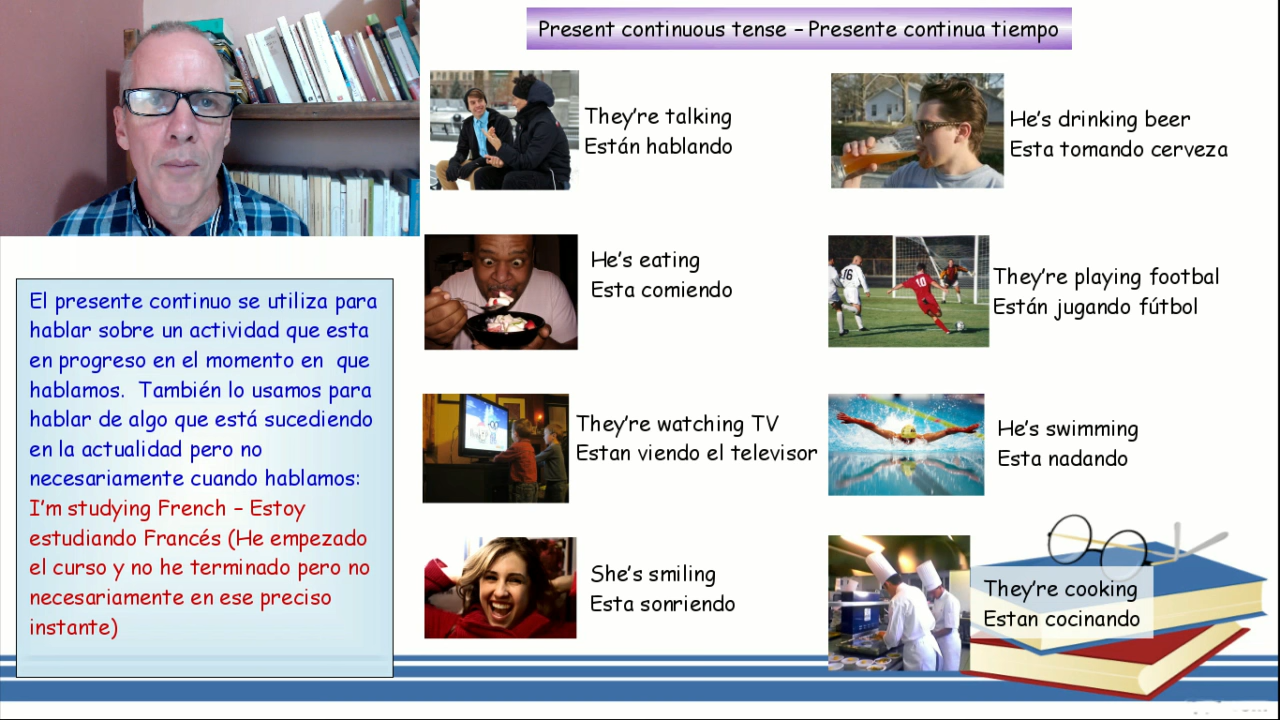 Present continuous tense – Presente continua tiempo
They're talking
Están hablando
He's drinking beer
Esta tomando cerveza
He's eating
Esta comiendo
They're playing footbal
Están jugando fútbol
They're watching TV
Estan viendo el televisor
He's swimming
Esta nadando
She's smiling
Esta sonriendo
They're cooking
Estan cocinando
El presente continuo se utiliza para
hablar sobre un actividad que esta
en progreso en el momento en que
hablamos. También lo usamos para
hablar de algo que está sucediendo
en la actualidad pero no
necesariamente cuando hablamos:
I'm studying French – Estoy
estudiando Francés (He empezado
el curso y no he terminado pero no
necesariamente en ese preciso
instante)
16
10